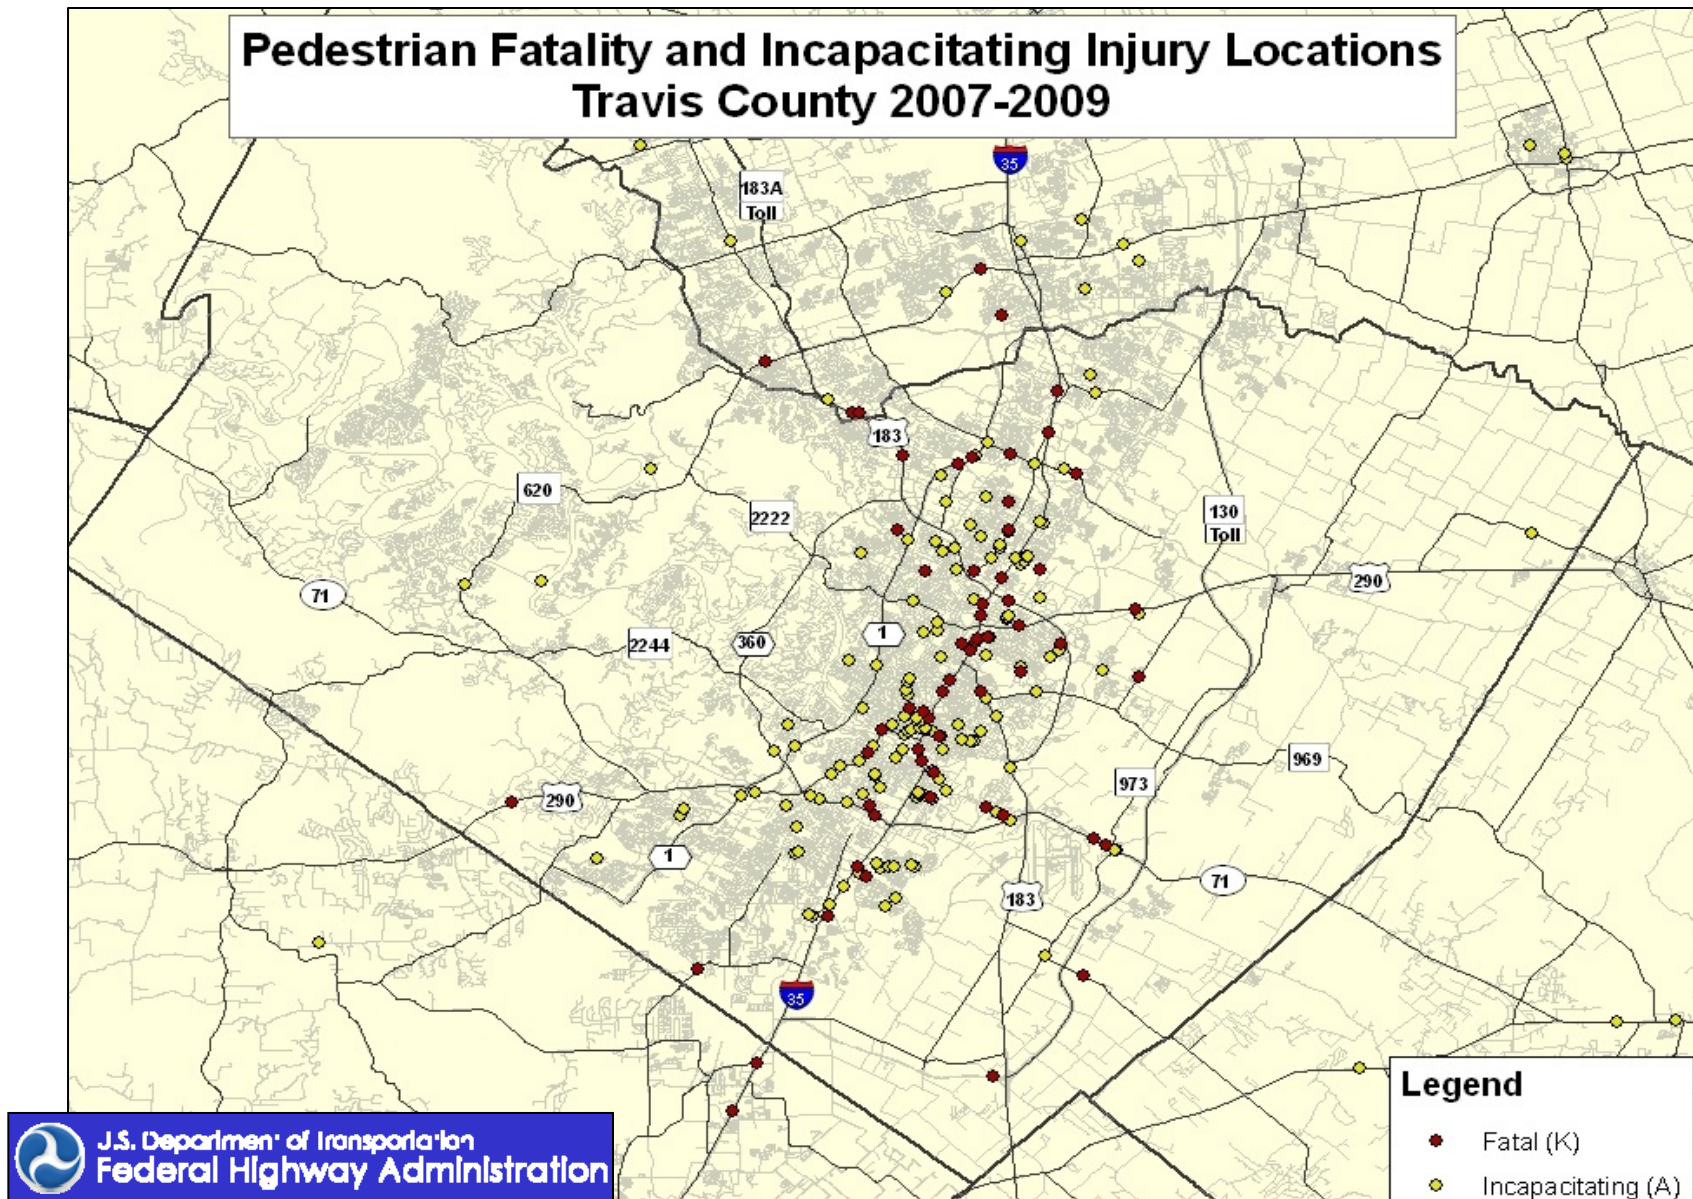 Pedestrian Fatality and Incapacitating Injury Locations
Travis County 2007-2009
35
183A
Toll
183
620
2222
130
Toll
290
71
1
2244
360
969
973
290
1
71
183
35
Legend
Fatal (K)
Incapacitating (A)
U.S. Department of Transportation
Federal Highway Administration